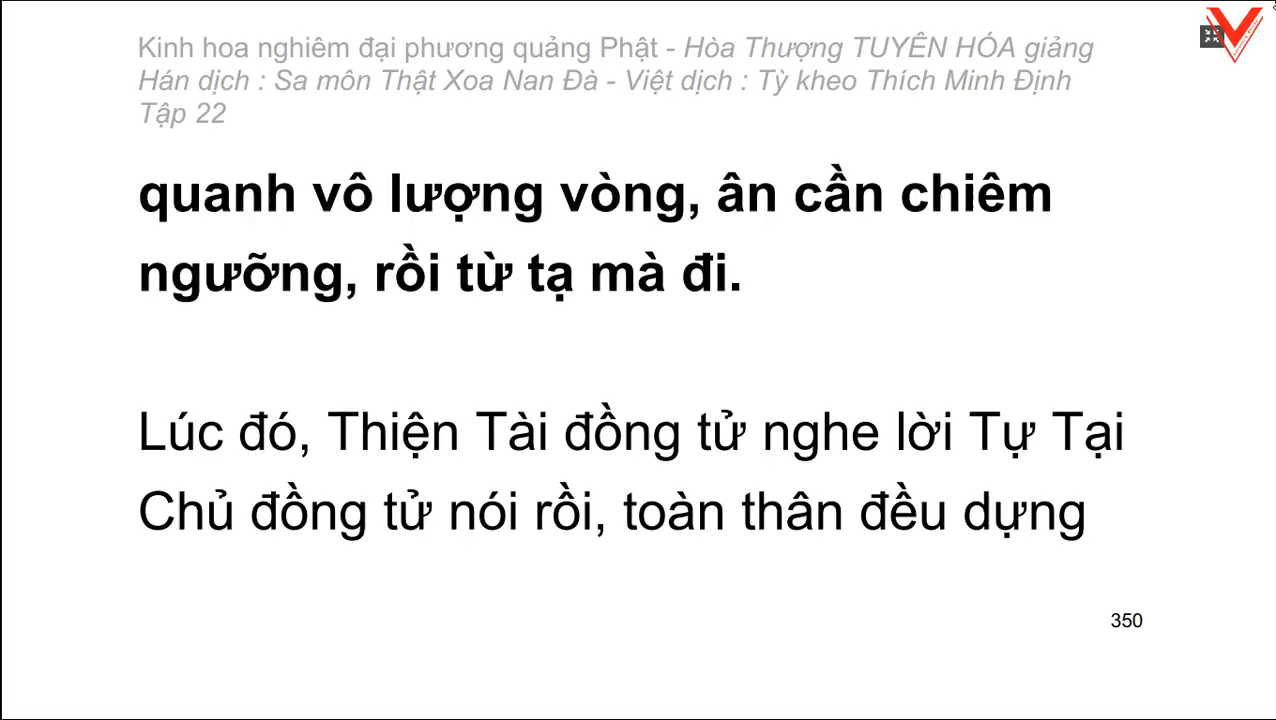 Kinh hoa nghiêm đại phương quảng Phật - Hòa Thượng TUYÊN HÓA giảng
Hán dịch : Sa môn Thật Xoa Nan Đà - Việt dịch : Tỳ kheo Thích Minh Định
Tập 22
quanh vô lượng vòng, ân cần chiêm
ngưỡng, rồi từ tạ mà đi.
Lúc đó, Thiện Tài đồng tử nghe lời Tự Tại
Chủ đồng tử nói rồi, toàn thân đều dựng
350